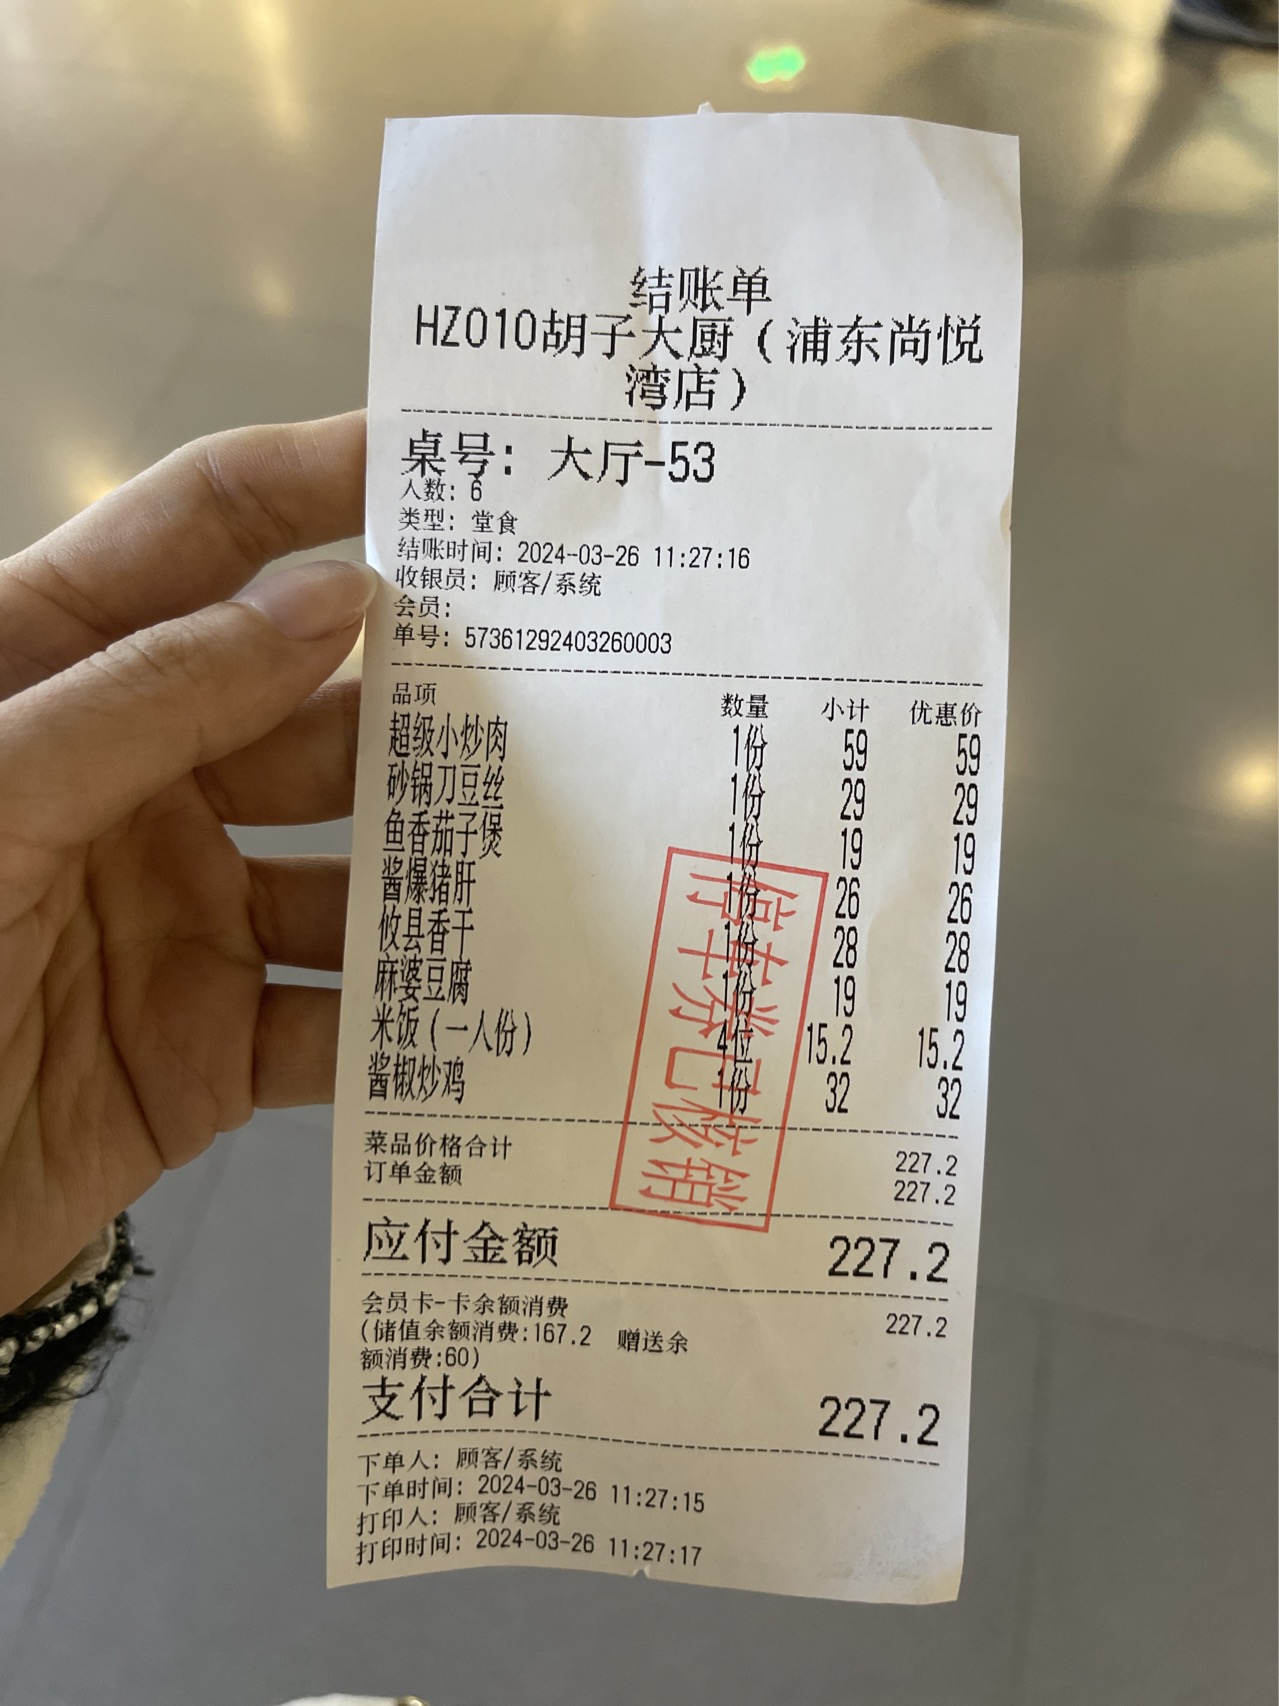 结账单
HZ010胡子大厨（浦东尚悦
湾店）
桌号：大厅-53
人数：6
类型：堂食
结账时间：2024-03-26 11:27:16
收银员：顾客/系统
会员：
单号：57361292403260003
品项 数量 小计 优惠价
超级小炒肉 1份 59 59
砂锅刀豆丝 1份 29 29
鱼香茄子煲 1份 19 19
酱爆猪肝 1份 26 26
攸县香干 1份 28 28
麻婆豆腐 1份 19 19
米饭（一人份） 4位 15.2 15.2
酱椒炒鸡 1份 32 32
停车券已核销
菜品价格合计 227.2
订单金额 227.2
应付金额 227.2
会员卡-卡余额消费 227.2
(储值余额消费:167.2 赠送余
额消费:60)
支付合计 227.2
下单人：顾客/系统
下单时间：2024-03-26 11:27:15
打印人：顾客/系统
打印时间：2024-03-26 11:27:17